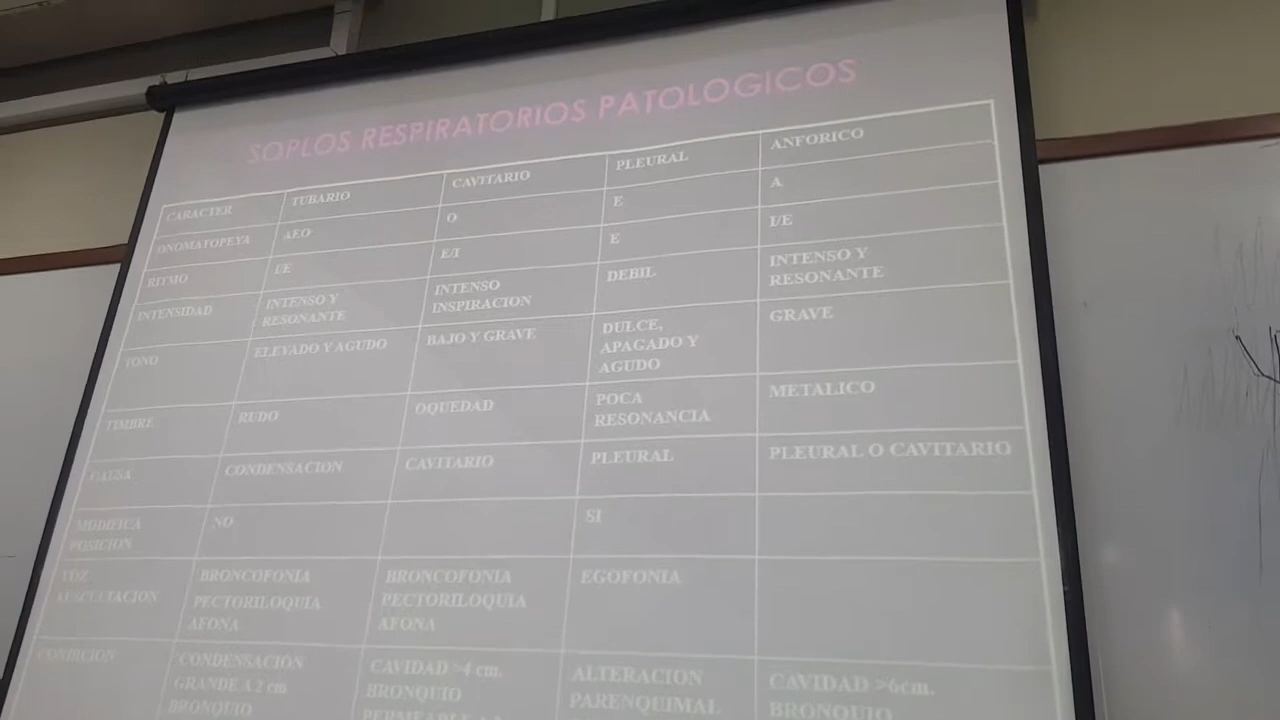 SOPLOS RESPIRATORIOS PATOLOGICOS
CARACTER TUBARIO CAVITARIO PLEURAL ANFORICO
ONOMATOPEYA AEO O E A
RITMO I/E E/I E I/E
INTENSIDAD INTENSO Y RESONANTE INTENSO INSPIRACION DEBIL INTENSO Y RESONANTE
TONO ELEVADO Y AGUDO BAJO Y GRAVE DULCE, APAGADO Y AGUDO GRAVE
TIMBRE RUDO OQUEDAD POCA RESONANCIA METALICO
CAUSA CONDENSACION CAVITARIO PLEURAL PLEURAL O CAVITARIO
MODIFICA POSICION NO SI
VOZ AUSCULTACION BRONCOFONIA PECTORILOQUIA AFONA BRONCOFONIA PECTORILOQUIA AFONA EGOFONIA
CONDICION CONDENSACIÓN GRANDE A 2 cm BRONQUIO CAVIDAD >4 cm. BRONQUIO ALTERACION PARENQUIMAL CAVIDAD >6cm. BRONQUIO